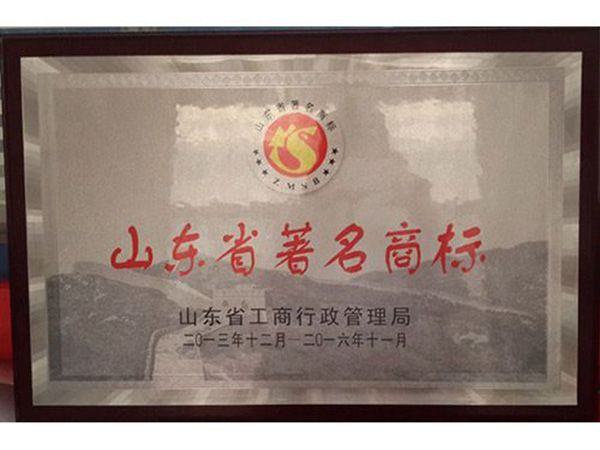 山东省著名商标
ZMSB
山东省著名商标
山东省工商行政管理局
二〇一三年十二月—二〇一六年十一月